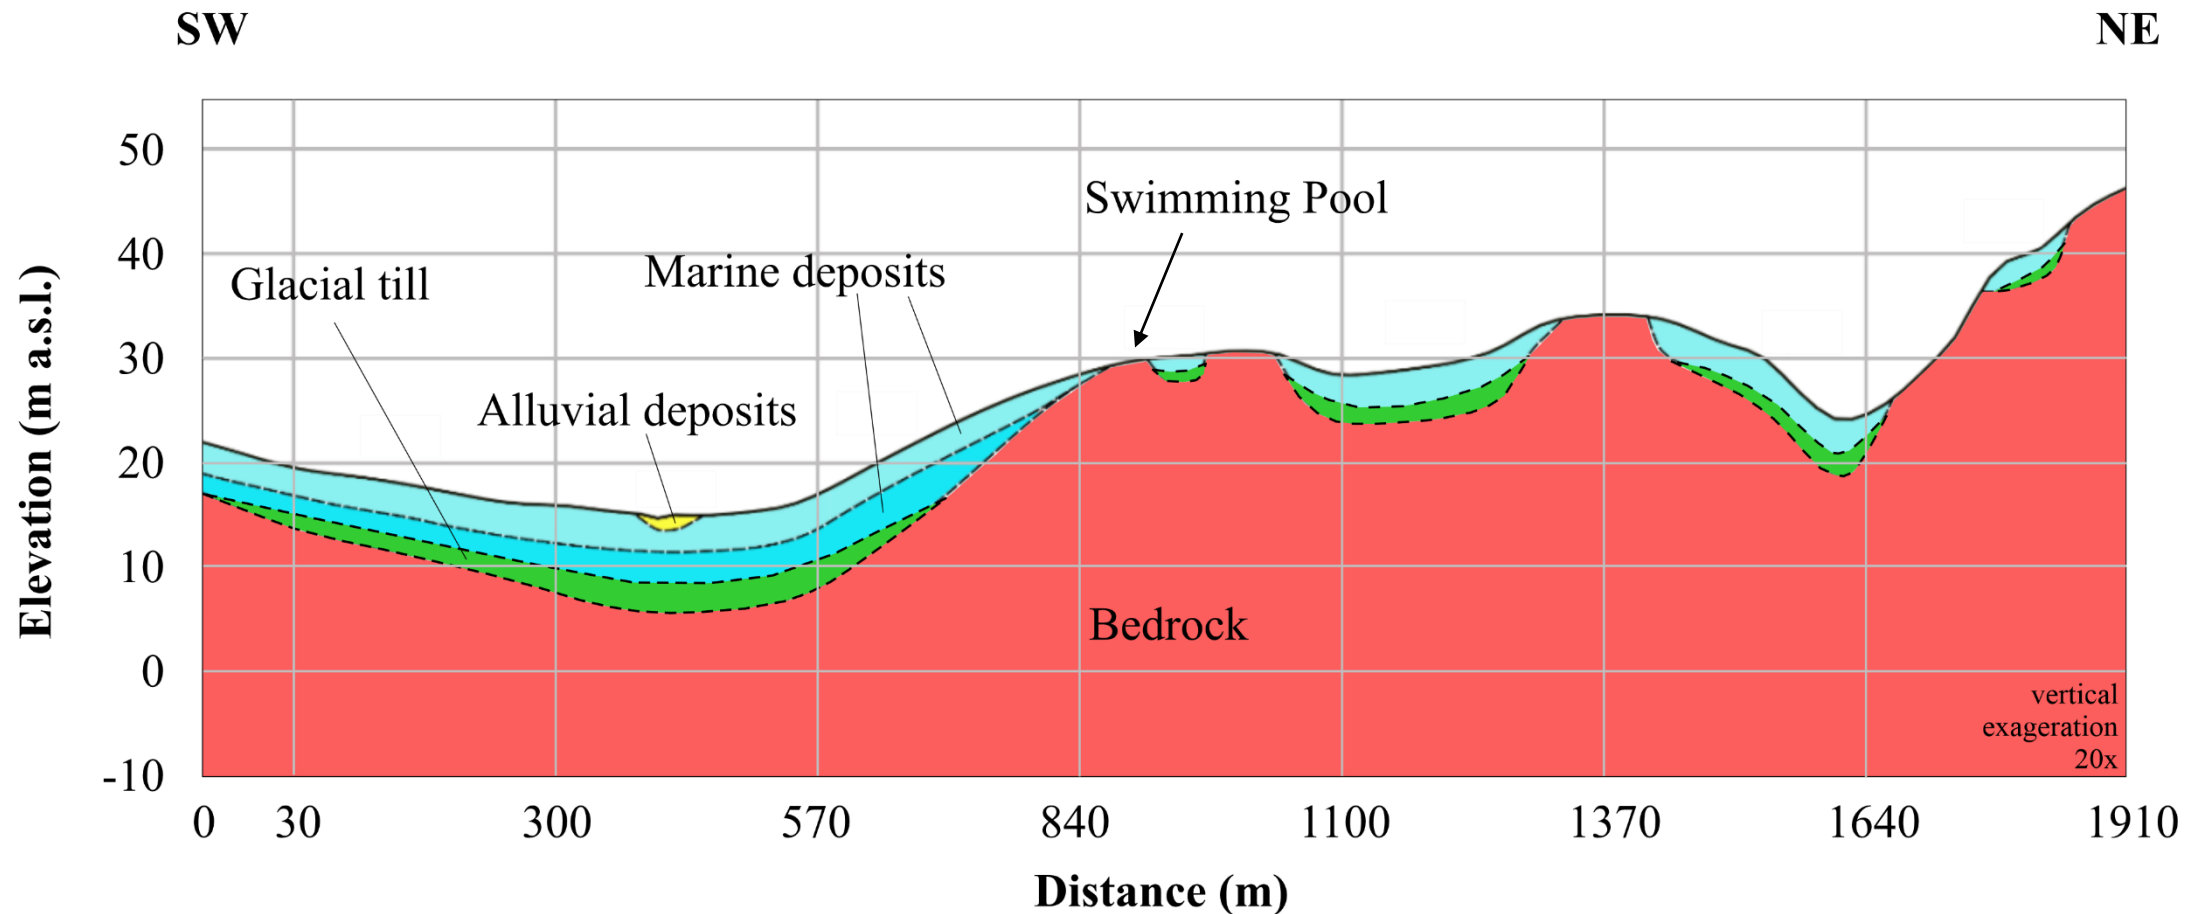 SW
NE
50
40
30
20
10
0
-10
Elevation (m a.s.l.)
Swimming Pool
Marine deposits
Glacial till
Alluvial deposits
Bedrock
vertical
exageration
20x
0 30 300 570 840 1100 1370 1640 1910
Distance (m)